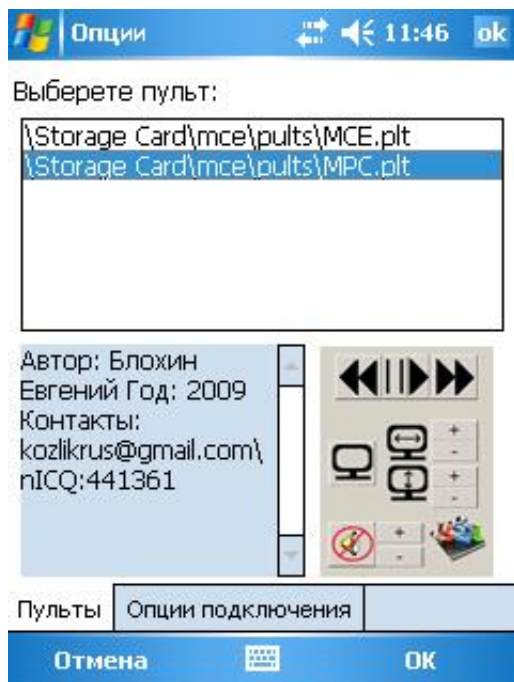 Опции 11:46 ok
Выберете пульт:
\Storage Card\mce\pults\MCE.plt
\Storage Card\mce\pults\MPC.plt
Автор: Блохин
Евгений Год: 2009
Контакты:
kozlikrus@gmail.com\
nICQ:441361
+
-
+
-
+
-
Пульты Опции подключения
Отмена ОК